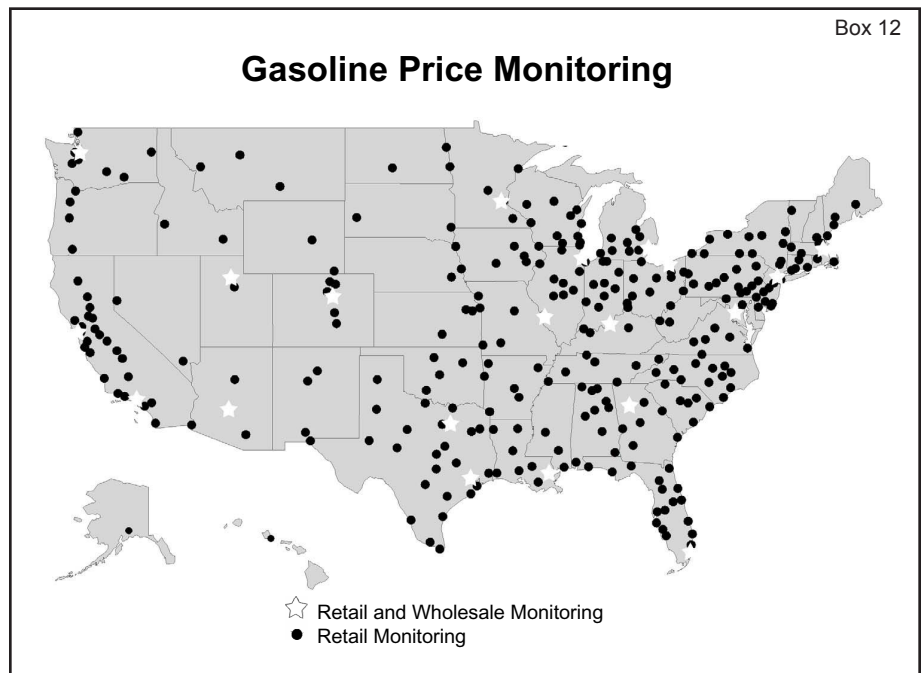 Box 12
Gasoline Price Monitoring
Retail and Wholesale Monitoring
Retail Monitoring